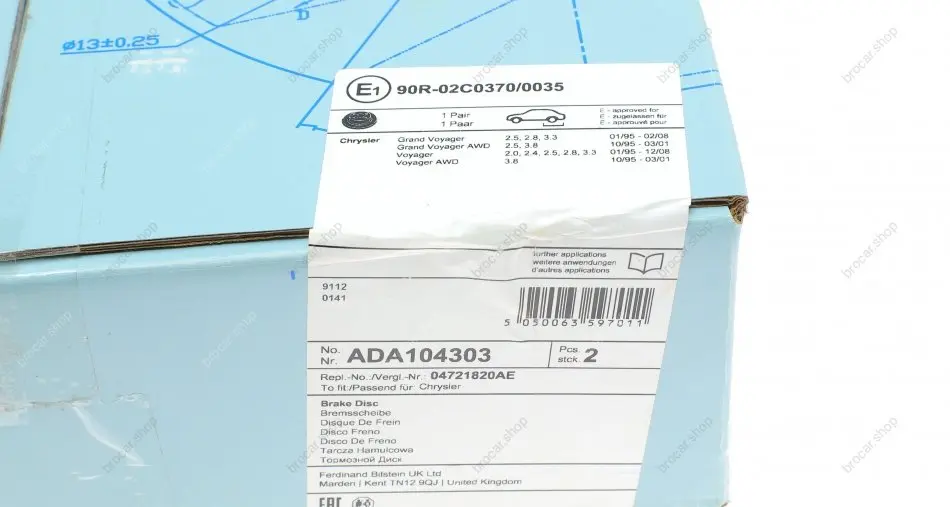 D
ø13±0.25
E1 90R-02C0370/0035
1 Pair
1 Paar
E - approved for
E - zugelassen für
E - approuvé pour
Chrysler Grand Voyager 2.5, 2.8, 3.3 01/95 - 02/08
Grand Voyager AWD 2.5, 3.8 10/95 - 03/01
Voyager 2.0, 2.4, 2.5, 2.8, 3.3 01/95 - 12/08
Voyager AWD 3.8 10/95 - 03/01
further applications
weitere anwendungen
d'autres applications
9112
0141
5 050063 597011
No. Nr. ADA104303 Pcs. stck. 2
Repl.-No./Vergl.-Nr.: 04721820AE
To fit:/Passend für: Chrysler
Brake Disc
Bremsscheibe
Disque De Frein
Disco Freno
Disco De Freno
Tarcza Hamulcowa
Тормозной Диск
Ferdinand Bilstein UK Ltd
Marden | Kent TN12 9QJ | United Kingdom
EAC
brocar.shop